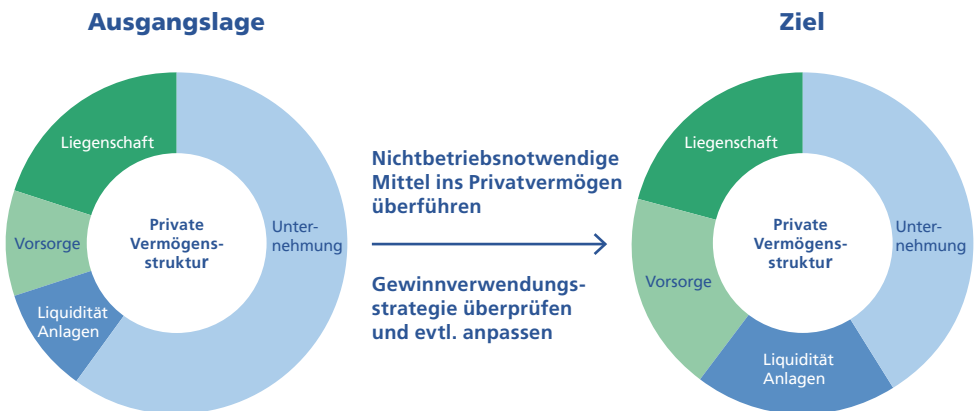 Ausgangslage
Liegenschaft
Vorsorge
Liquidität
Anlagen
Private
Vermögens-
struktur
Unter-
nehmung
Nichtbetriebsnotwendige
Mittel ins Privatvermögen
überführen
Gewinnverwendungs-
strategie überprüfen
und evtl. anpassen
Ziel
Liegenschaft
Vorsorge
Liquidität
Anlagen
Private
Vermögens-
struktur
Unter-
nehmung